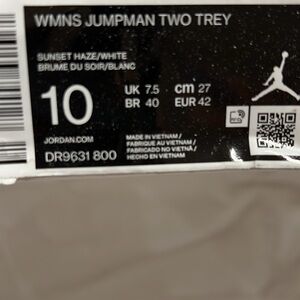 WMNS JUMPMAN TWO TREY
SUNSET HAZE/WHITE
BRUME DU SOIR/BLANC
10
UK 7.5 cm 27
BR 40 EUR 42
JORDAN.COM
DR9631 800
MADE IN VIETNAM /
FABRIQUE AU VIETNAM /
FABRICADO NO VIETNÃ /
HECHO EN VIETNAM